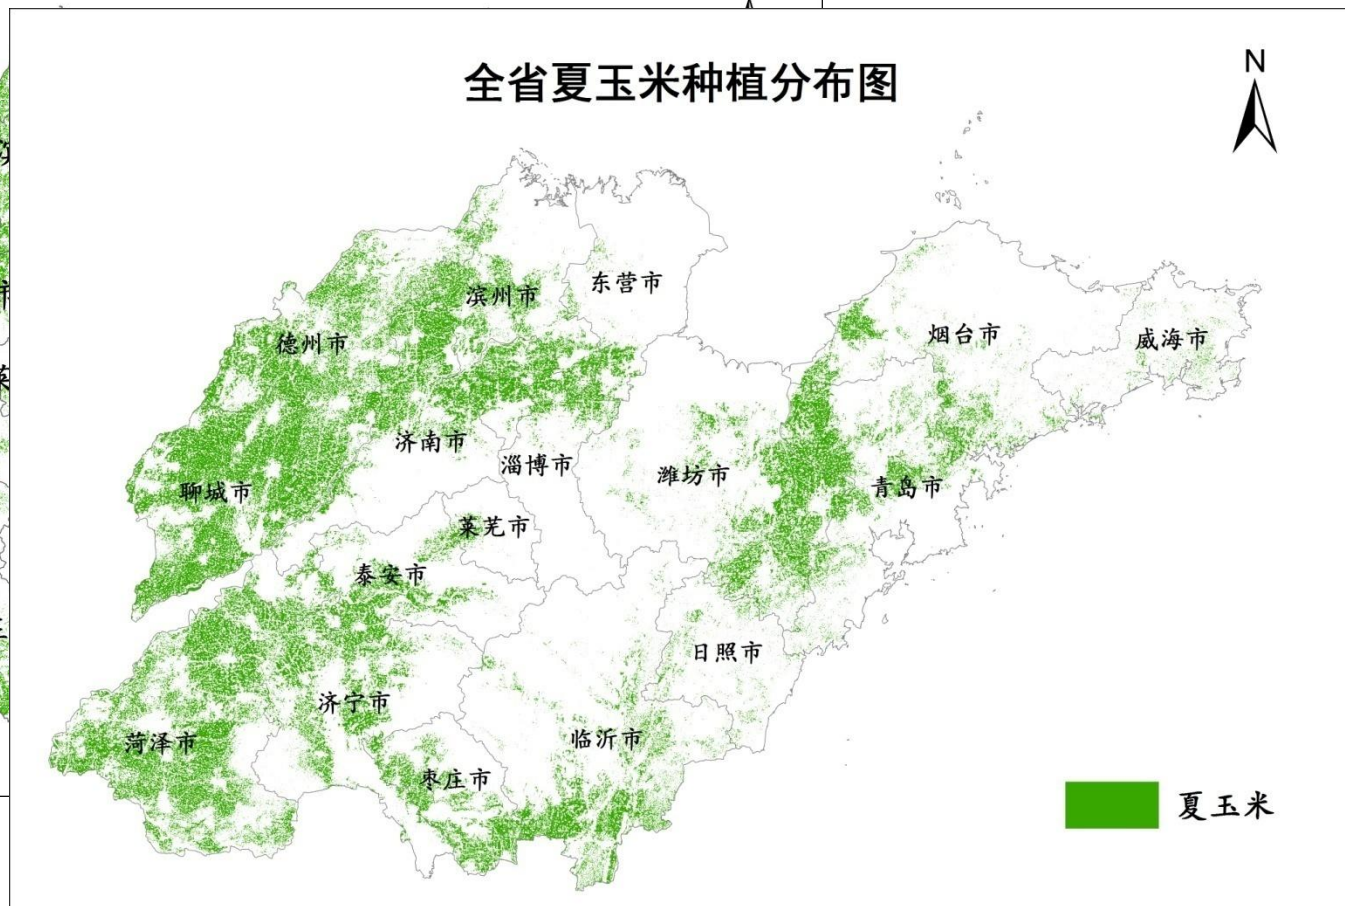 全省夏玉米种植分布图
N
滨州市
东营市
德州市
烟台市
威海市
济南市
淄博市
潍坊市
聊城市
青岛市
莱芜市
泰安市
日照市
济宁市
菏泽市
临沂市
枣庄市
夏玉米